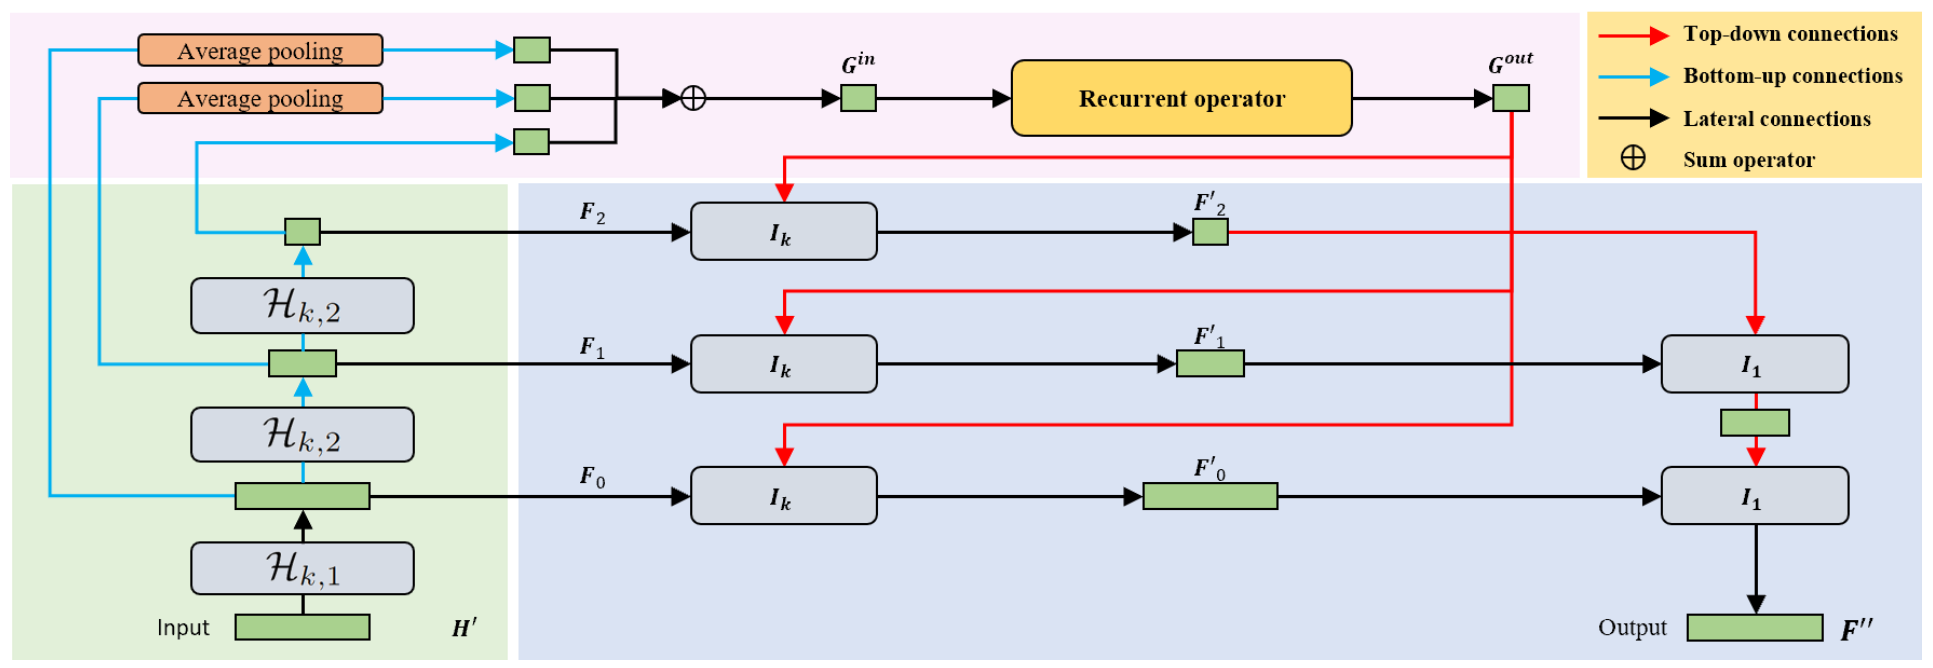 Average pooling
Average pooling
G^in
Recurrent operator
G^out
Top-down connections
Bottom-up connections
Lateral connections
Sum operator
F_2
I_k
F'_2
ℋ_k,2
F_1
I_k
F'_1
I_1
ℋ_k,2
F_0
I_k
F'_0
I_1
ℋ_k,1
Input
H′
Output
F′′